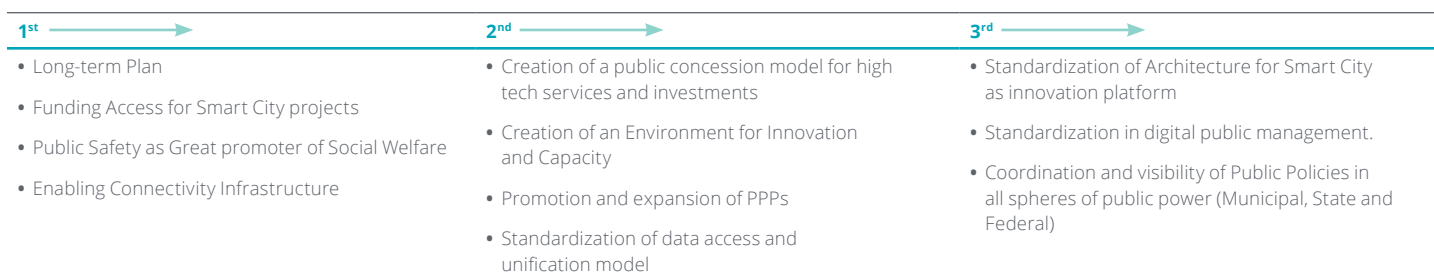 1st
• Long-term Plan
• Funding Access for Smart City projects
• Public Safety as Great promoter of Social Welfare
• Enabling Connectivity Infrastructure
2nd
• Creation of a public concession model for high
tech services and investments
• Creation of an Environment for Innovation
and Capacity
• Promotion and expansion of PPPs
• Standardization of data access and
unification model
3rd
• Standardization of Architecture for Smart City
as innovation platform
• Standardization in digital public management.
• Coordination and visibility of Public Policies in
all spheres of public power (Municipal, State and
Federal)